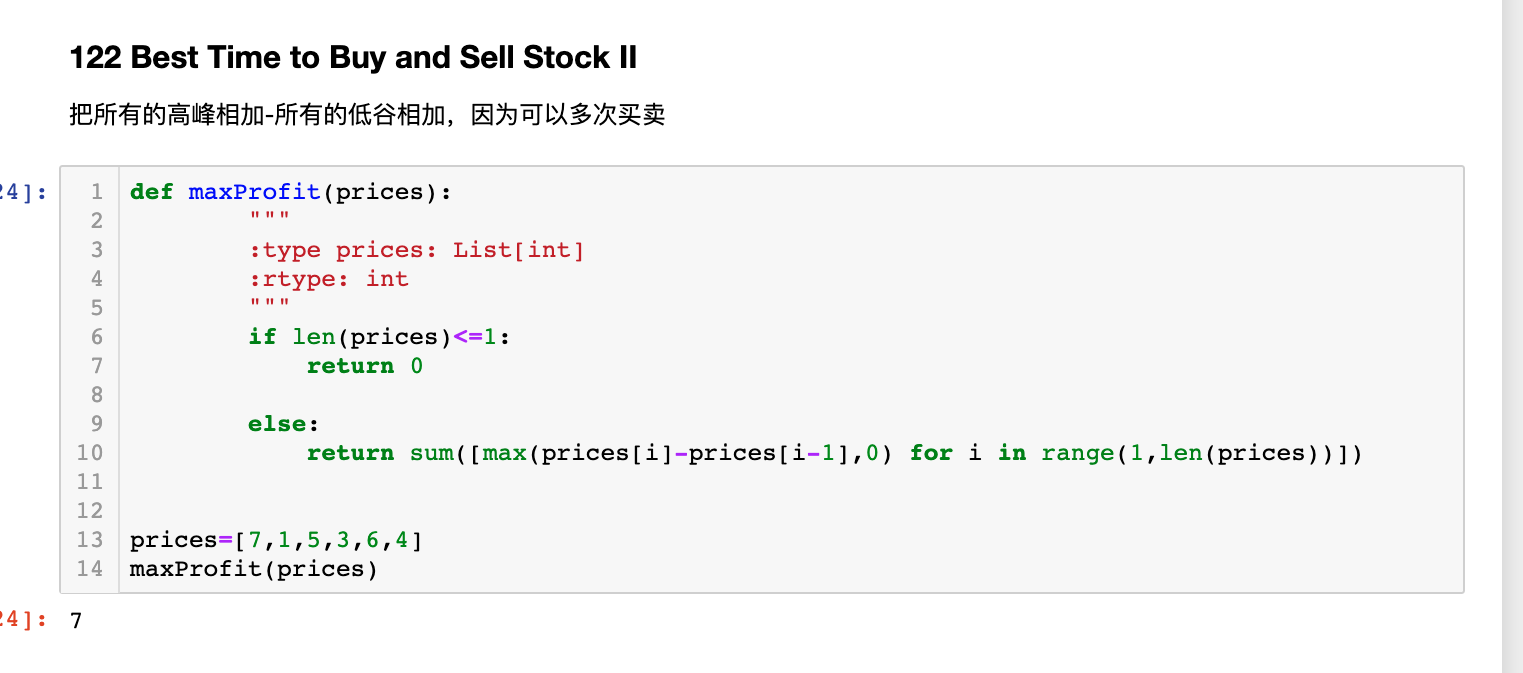 122 Best Time to Buy and Sell Stock II
把所有的高峰相加-所有的低谷相加，因为可以多次买卖
24]:
1 def maxProfit(prices):
2 """
3 :type prices: List[int]
4 :rtype: int
5 """
6 if len(prices)<=1:
7 return 0
8
9 else:
10 return sum([max(prices[i]-prices[i-1],0) for i in range(1,len(prices))])
11
12
13 prices=[7,1,5,3,6,4]
14 maxProfit(prices)
24]: 7